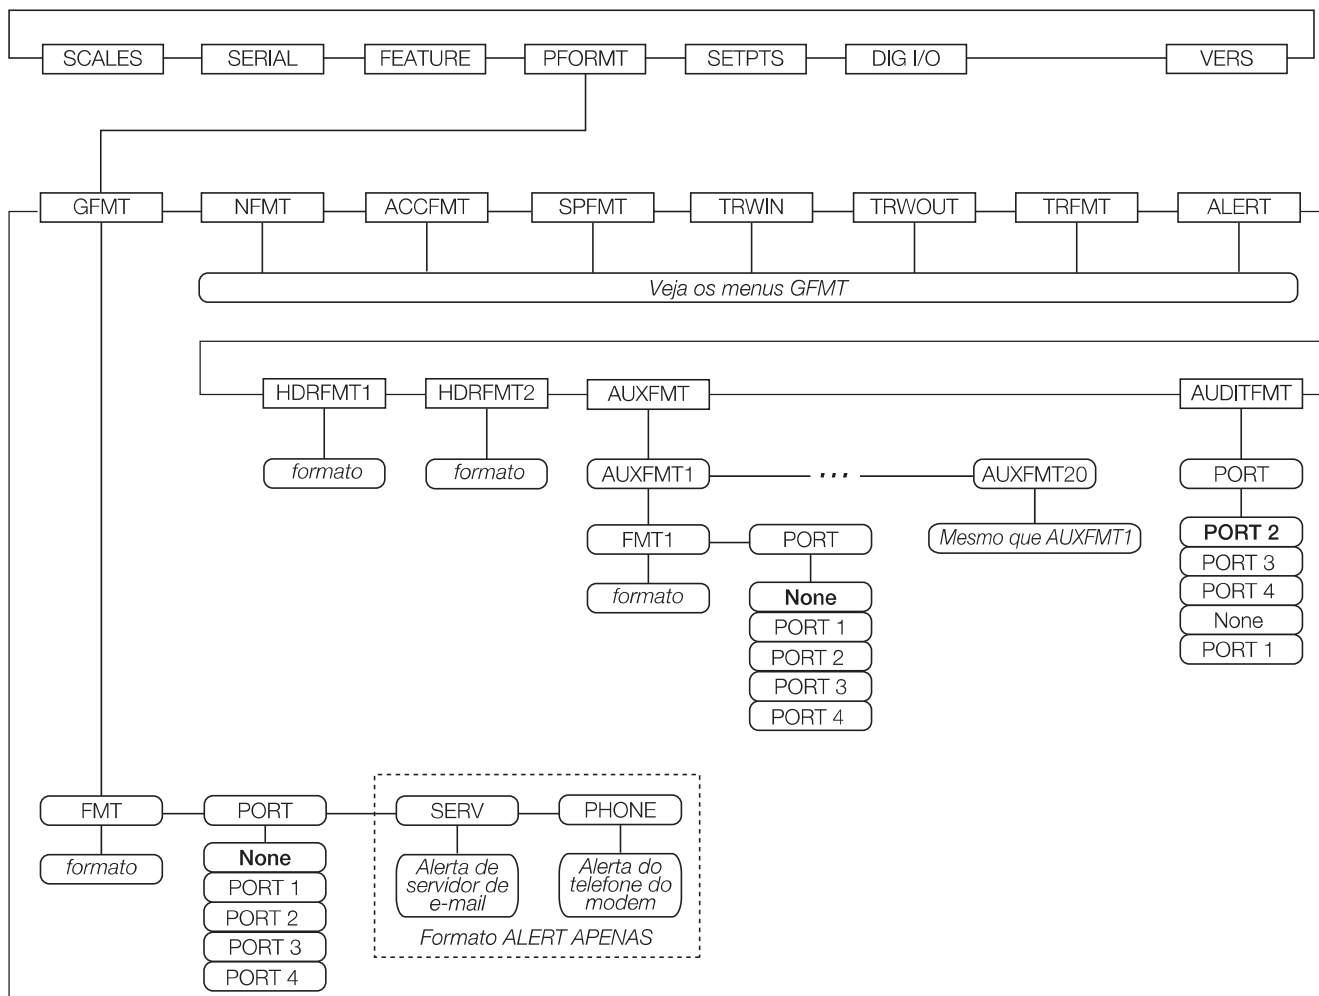 SCALES
SERIAL
FEATURE
PFORMT
SETPTS
DIG I/O
VERS
GFMT
NFMT
ACCFMT
SPFMT
TRWIN
TRWOUT
TRFMT
ALERT
Veja os menus GFMT
HDRFMT1
HDRFMT2
AUXFMT
AUDITFMT
formato
formato
AUXFMT1
...
AUXFMT20
PORT
FMT1
PORT
Mesmo que AUXFMT1
PORT 2
PORT 3
PORT 4
None
PORT 1
formato
None
PORT 1
PORT 2
PORT 3
PORT 4
FMT
PORT
SERV
PHONE
formato
None
PORT 1
PORT 2
PORT 3
PORT 4
Alerta de
servidor de
e-mail
Alerta do
telefone do
modem
Formato ALERT APENAS